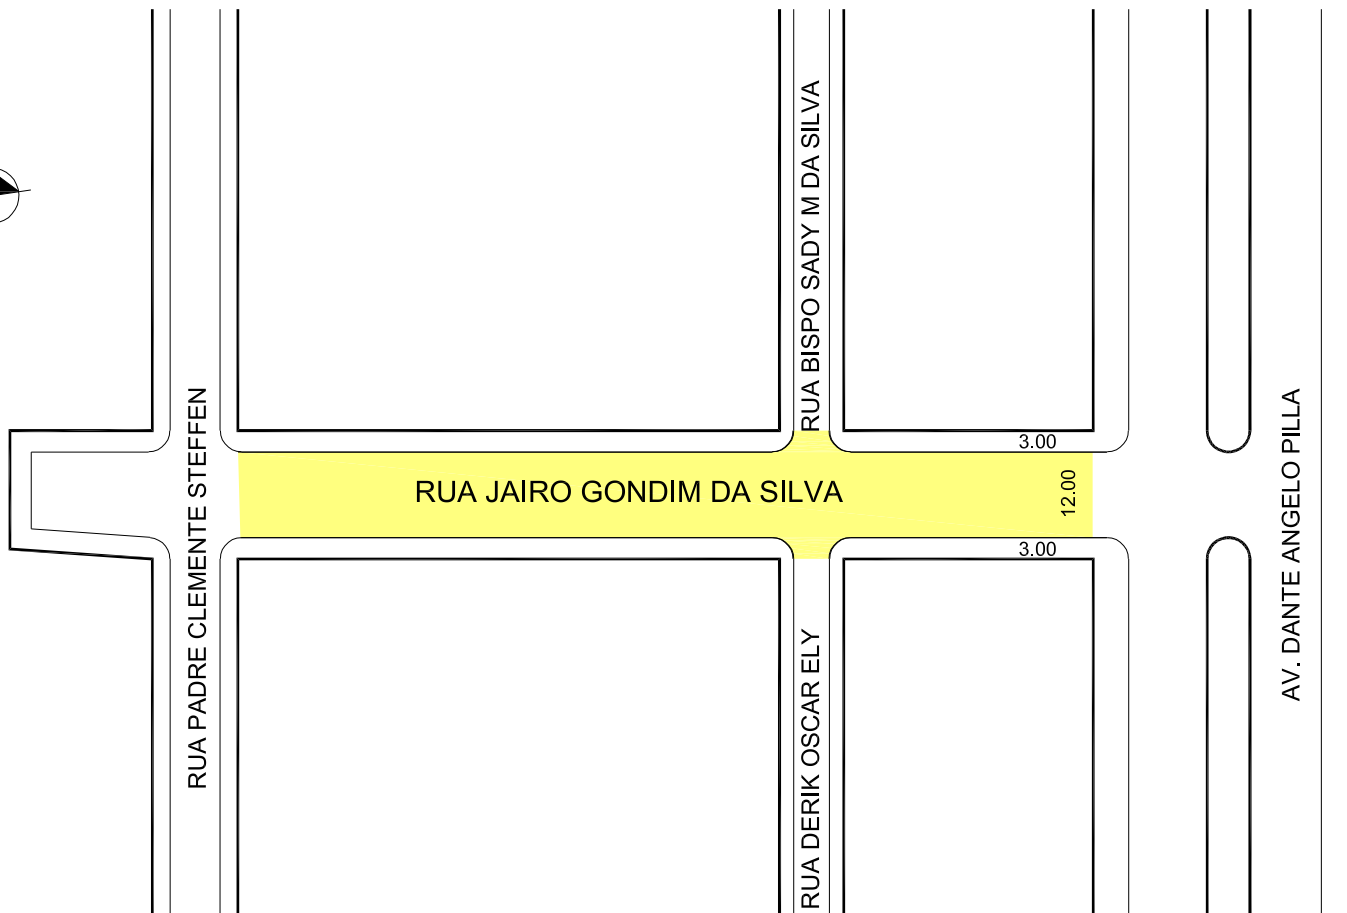 RUA BISPO SADY M DA SILVA
RUA PADRE CLEMENTE STEFFEN
AV. DANTE ANGELO PILLA
3.00
RUA JAIRO GONDIM DA SILVA
12.00
3.00
RUA DERIK OSCAR ELY